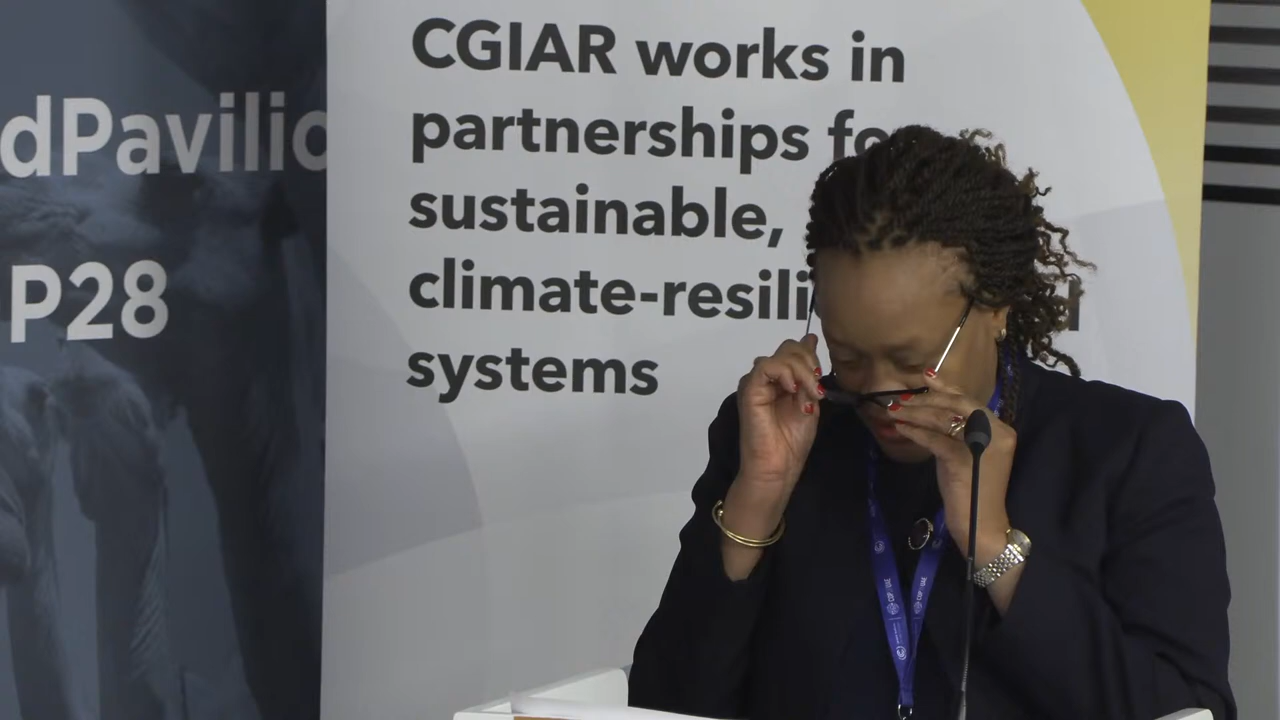 CGIAR works in
partnerships fo
sustainable,
climate-resili
systems
dPavilio
P28